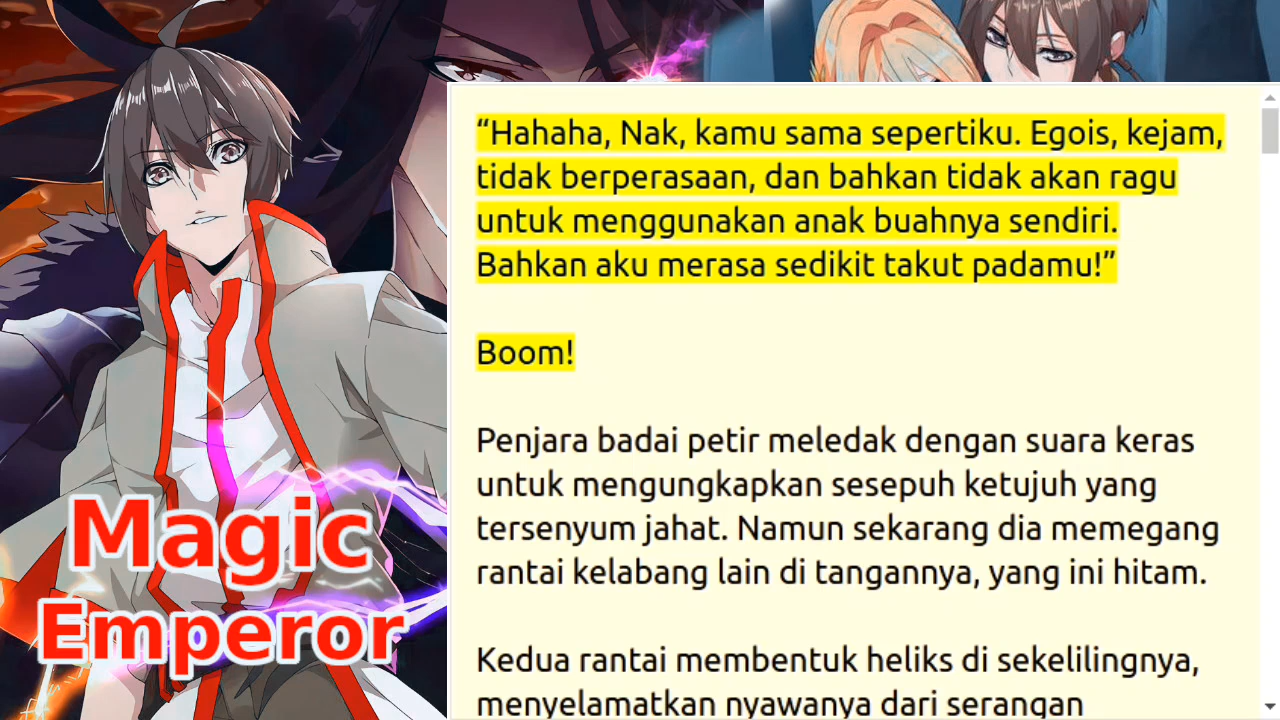 “Hahaha, Nak, kamu sama sepertiku. Egois, kejam,
tidak berperasaan, dan bahkan tidak akan ragu
untuk menggunakan anak buahnya sendiri.
Bahkan aku merasa sedikit takut padamu!”
Boom!
Penjara badai petir meledak dengan suara keras
untuk mengungkapkan sesepuh ketujuh yang
tersenyum jahat. Namun sekarang dia memegang
rantai kelabang lain di tangannya, yang ini hitam.
Kedua rantai membentuk heliks di sekelilingnya,
menyelamatkan nyawanya dari serangan
Magic
Emperor